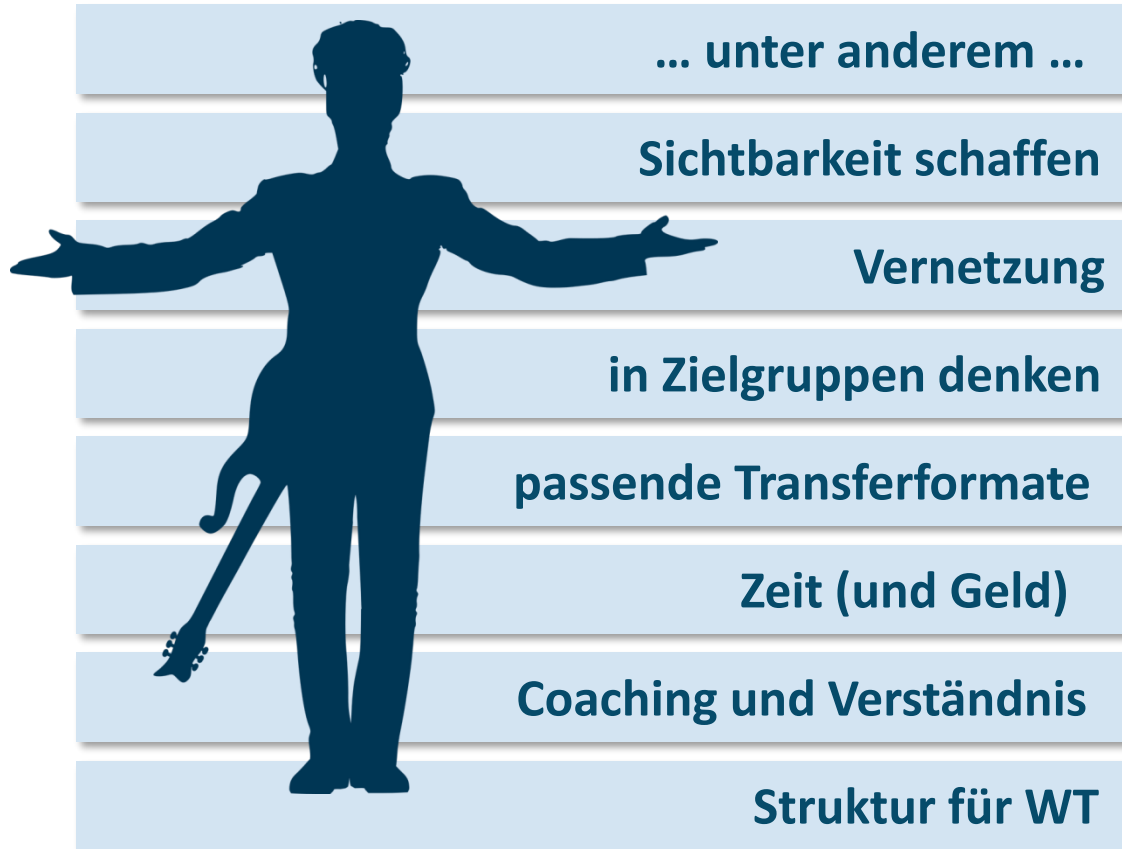 … unter anderem …
Sichtbarkeit schaffen
Vernetzung
in Zielgruppen denken
passende Transferformate
Zeit (und Geld)
Coaching und Verständnis
Struktur für WT